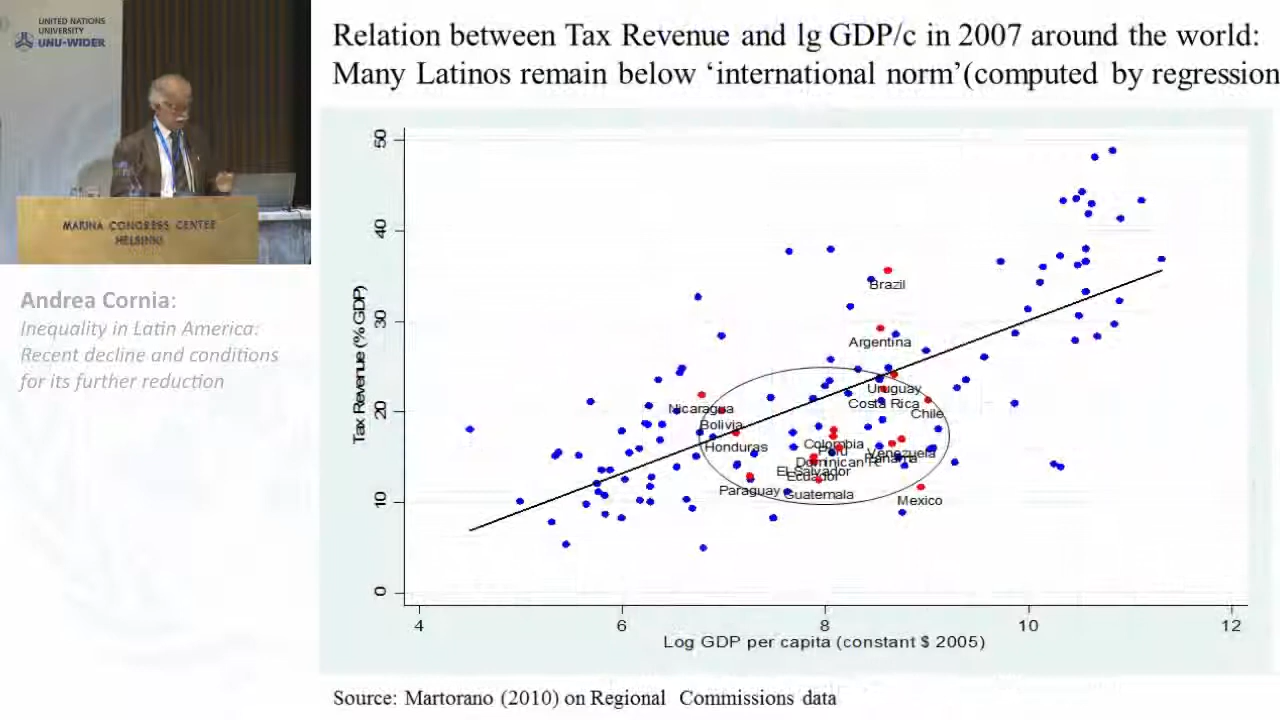 UNITED NATIONS
UNIVERSITY
UNU-WIDER
MARINA CONGRESS CENTER
HELSINKI
Andrea Cornia:
Inequality in Latin America:
Recent decline and conditions
for its further reduction
Relation between Tax Revenue and lg GDP/c in 2007 around the world:
Many Latinos remain below ‘international norm’(computed by regression
Tax Revenue (% GDP)
50
40
30
20
10
0
Brazil
Argentina
Uruguay
Costa Rica
Chile
Nicaragua
Bolivia
Honduras
Colombia
Peru
Venezuela
Panama
Dominican R
El Salvador
Ecuador
Paraguay
Guatemala
Mexico
4
6
8
10
12
Log GDP per capita (constant $ 2005)
Source: Martorano (2010) on Regional Commissions data